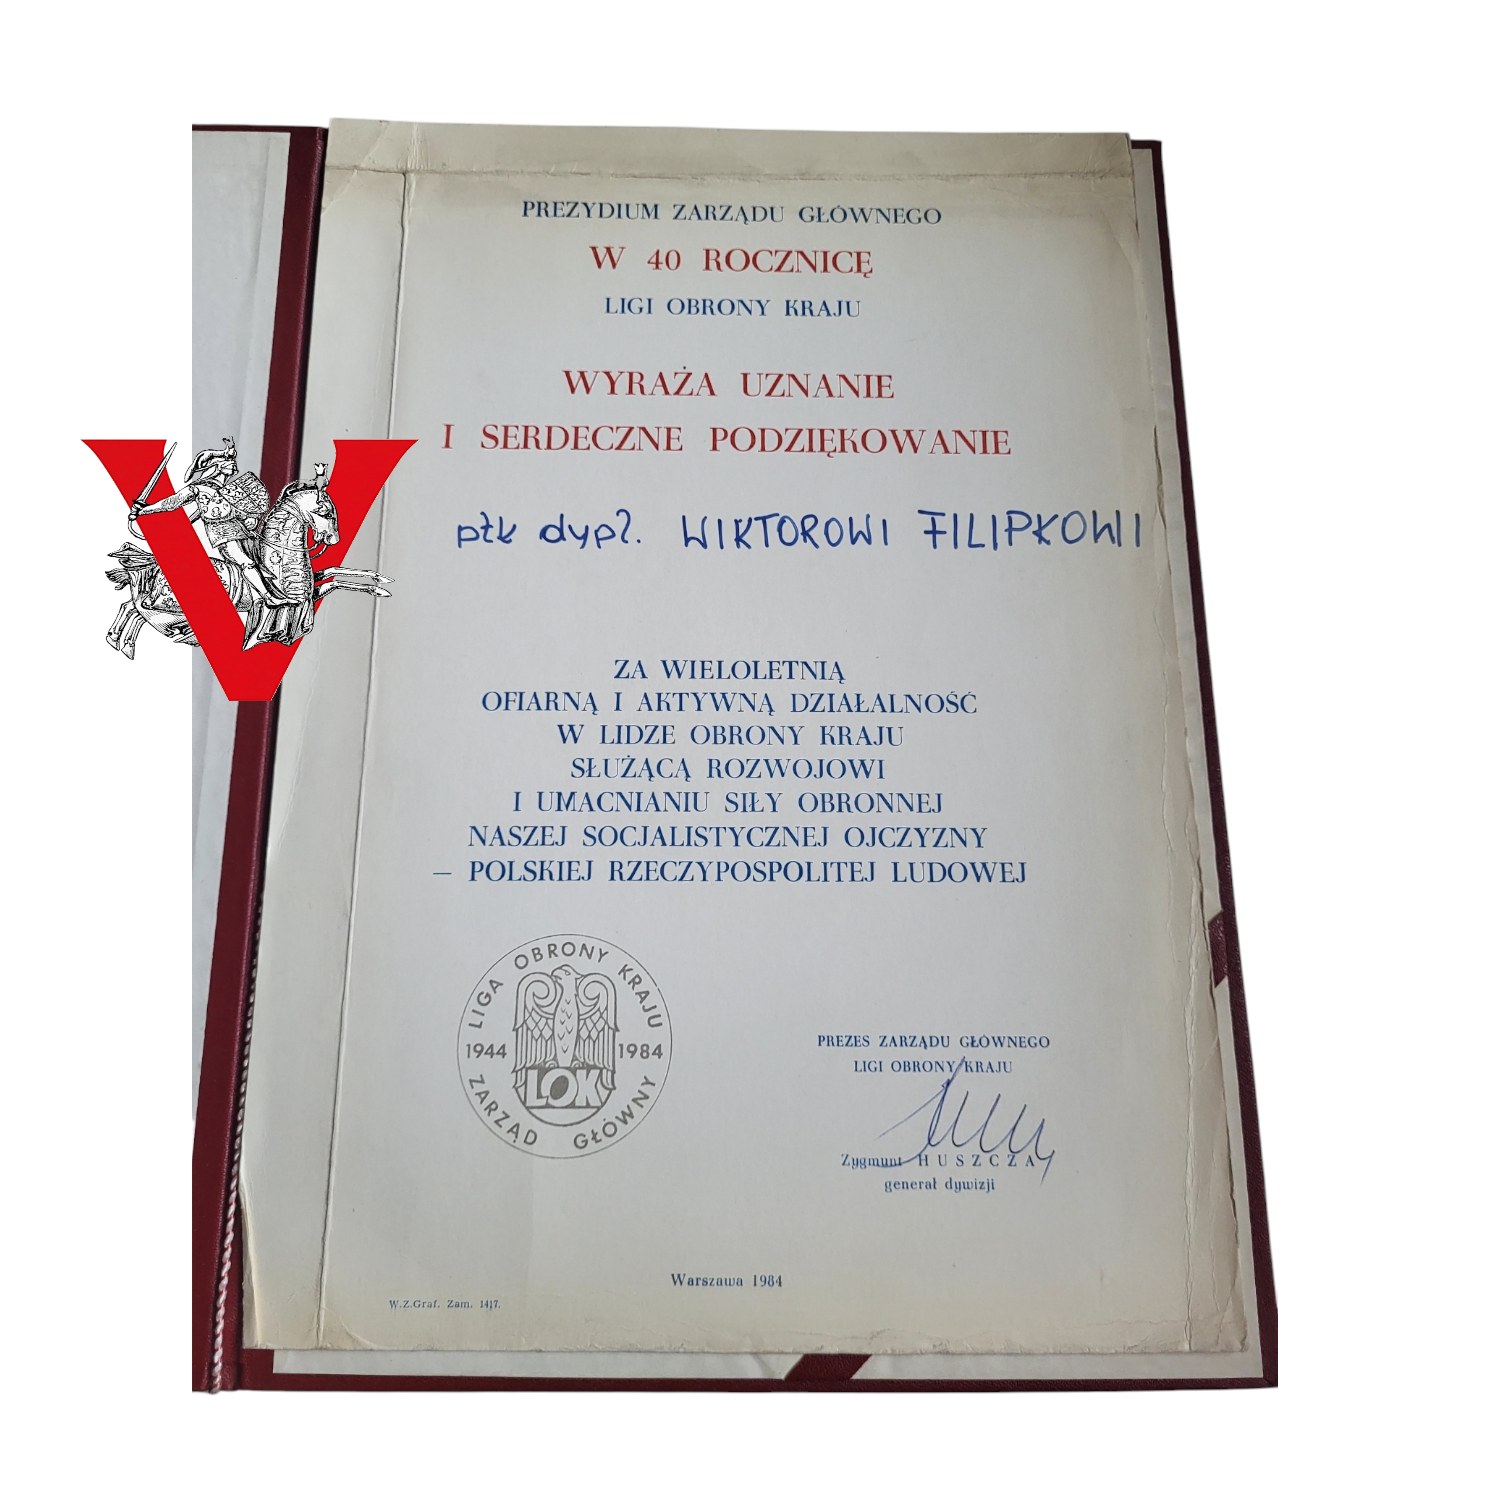 PREZYDIUM ZARZĄDU GŁÓWNEGO
W 40 ROCZNICĘ
LIGI OBRONY KRAJU
WYRAŻA UZNANIE
I SERDECZNE PODZIĘKOWANIE
płk dypl. WIKTOROWI FILIPKOWI
ZA WIELOLETNIĄ
OFIARNĄ I AKTYWNĄ DZIAŁALNOŚĆ
W LIDZE OBRONY KRAJU
SŁUŻĄCĄ ROZWOJOWI
I UMACNIANIU SIŁY OBRONNEJ
NASZEJ SOCJALISTYCZNEJ OJCZYZNY
— POLSKIEJ RZECZYPOSPOLITEJ LUDOWEJ
LIGA OBRONY KRAJU
1944 1984
LOK
ZARZĄD GŁÓWNY
PREZES ZARZĄDU GŁÓWNEGO
LIGI OBRONY KRAJU
Zygmunt HUSZCZA
generał dywizji
Warszawa 1984
W.Z.Graf. Zam. 1417.
V